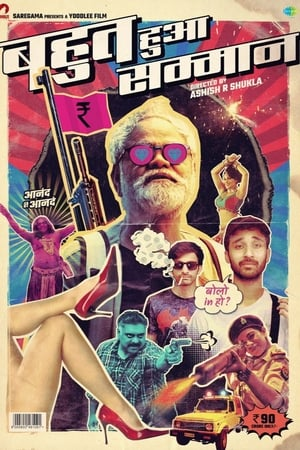 SAREGAMA PRESENTS A YOODLEE FILM
बहुत हुआ
सम्मान
DIRECTED BY
ASHISH R SHUKLA
₹
आनंद
ही आनंद
बोलो
in हो?
₹90